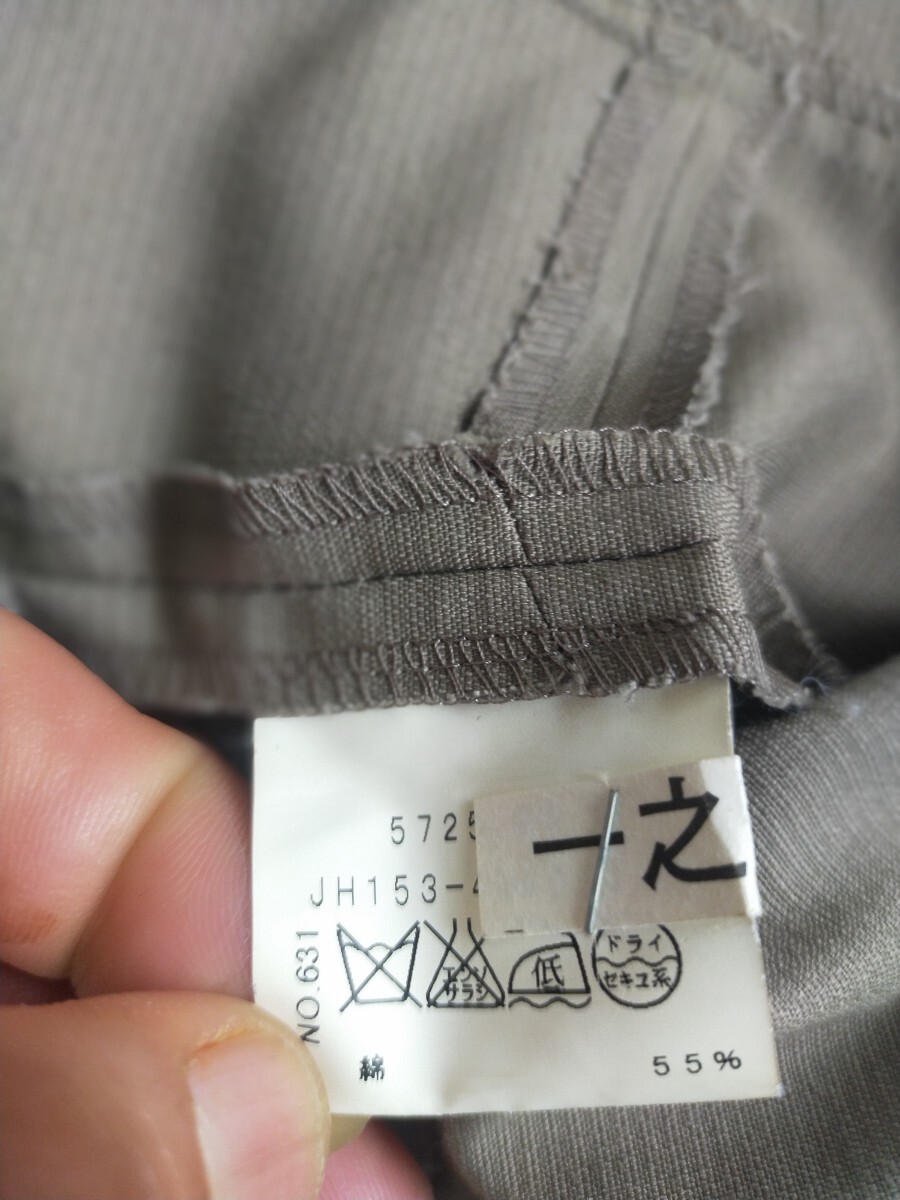 5725
一之
JH153-4
NO.631
エンソ
サラシ
低
ドライ
セキユ系
綿 55%